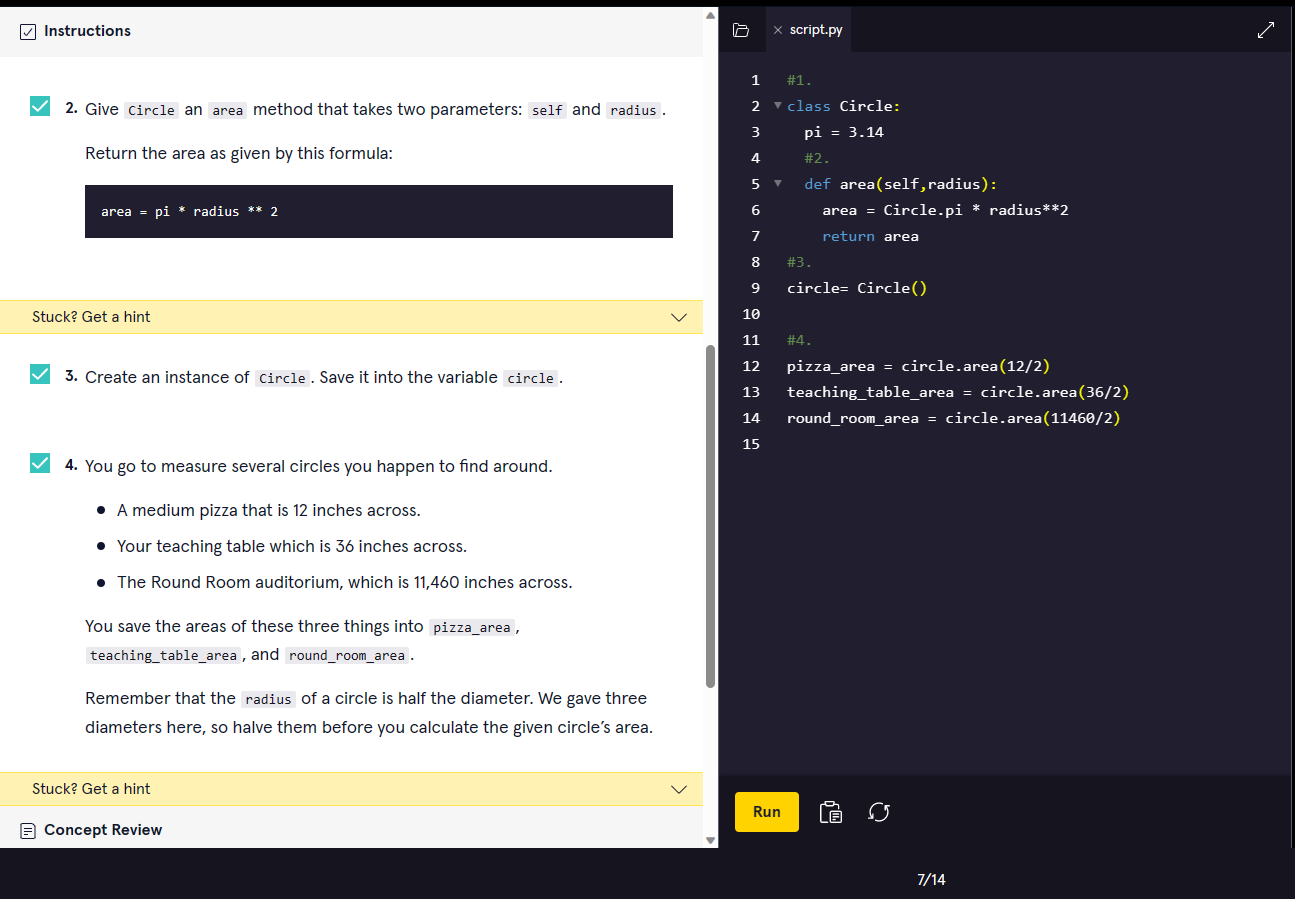 Instructions
2. Give Circle an area method that takes two parameters: self and radius.
Return the area as given by this formula:
area = pi * radius ** 2
Stuck? Get a hint
3. Create an instance of Circle. Save it into the variable circle.
4. You go to measure several circles you happen to find around.
• A medium pizza that is 12 inches across.
• Your teaching table which is 36 inches across.
• The Round Room auditorium, which is 11,460 inches across.
You save the areas of these three things into pizza_area,
teaching_table_area, and round_room_area.
Remember that the radius of a circle is half the diameter. We gave three
diameters here, so halve them before you calculate the given circle’s area.
Stuck? Get a hint
Concept Review
script.py
1 #1.
2 class Circle:
3   pi = 3.14
4   #2.
5   def area(self,radius):
6     area = Circle.pi * radius**2
7     return area
8 #3.
9 circle= Circle()
10
11 #4.
12 pizza_area = circle.area(12/2)
13 teaching_table_area = circle.area(36/2)
14 round_room_area = circle.area(11460/2)
15
Run
7/14